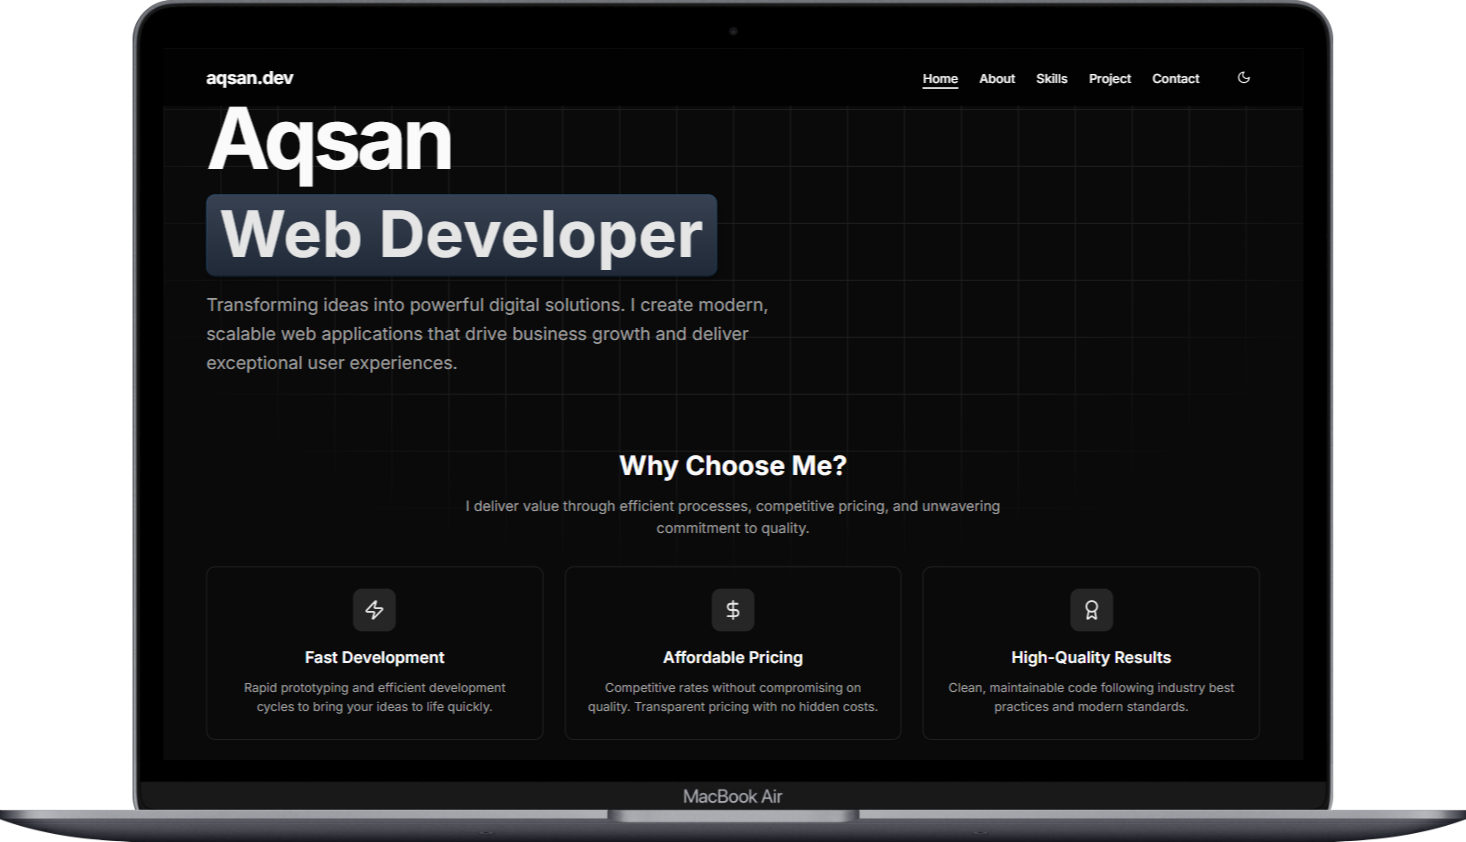 aqsan.dev
Home About Skills Project Contact
Aqsan
Web Developer
Transforming ideas into powerful digital solutions. I create modern,
scalable web applications that drive business growth and deliver
exceptional user experiences.
Why Choose Me?
I deliver value through efficient processes, competitive pricing, and unwavering
commitment to quality.
Fast Development
Rapid prototyping and efficient development
cycles to bring your ideas to life quickly.
Affordable Pricing
Competitive rates without compromising on
quality. Transparent pricing with no hidden costs.
High-Quality Results
Clean, maintainable code following industry best
practices and modern standards.
MacBook Air